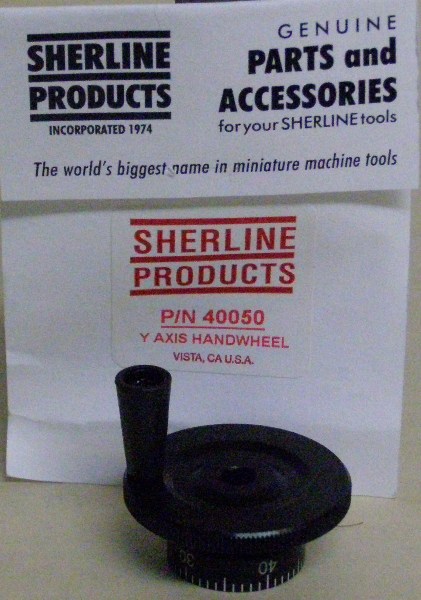 SHERLINE
PRODUCTS
INCORPORATED 1974
GENUINE
PARTS and
ACCESSORIES
for your SHERLINE tools
The world's biggest name in miniature machine tools
SHERLINE
PRODUCTS
P/N 40050
Y AXIS HANDWHEEL
VISTA, CA U.S.A.
30
40